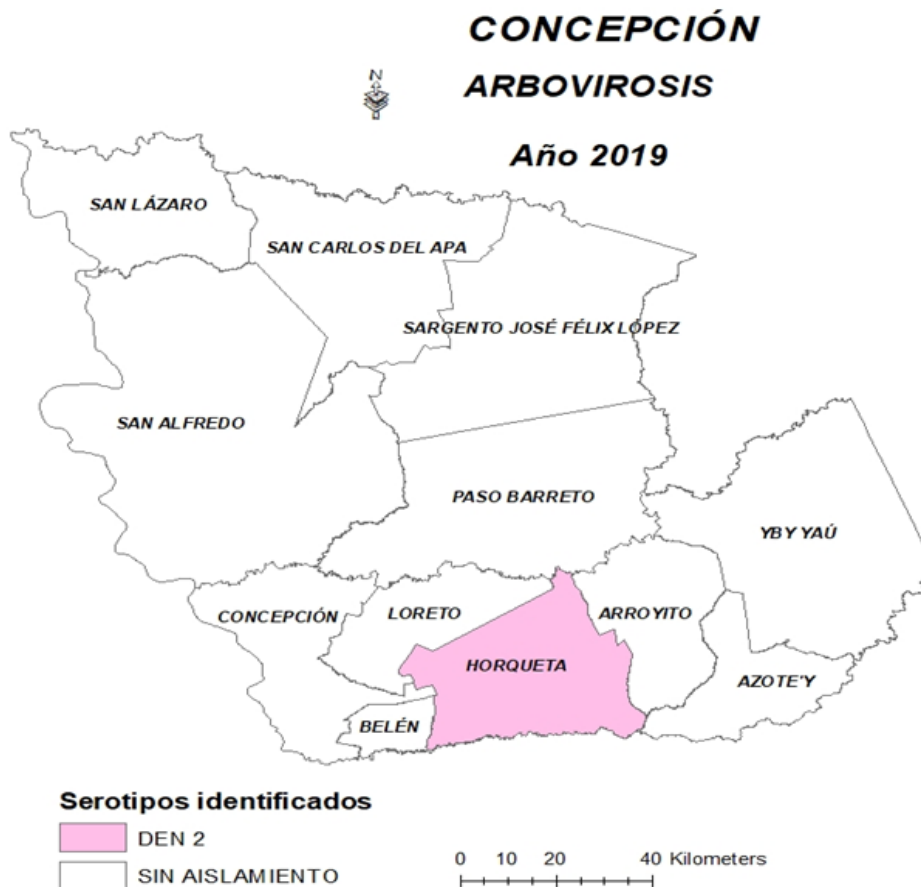 CONCEPCIÓN
ARBOVIROSIS
N
Año 2019
SAN LÁZARO
SAN CARLOS DEL APA
SARGENTO JOSÉ FÉLIX LÓPEZ
SAN ALFREDO
PASO BARRETO
YBY YAÚ
CONCEPCIÓN
LORETO
ARROYITO
HORQUETA
AZOTE'Y
BELÉN
Serotipos identificados
DEN 2
SIN AISLAMIENTO
0 10 20 40 Kilometers